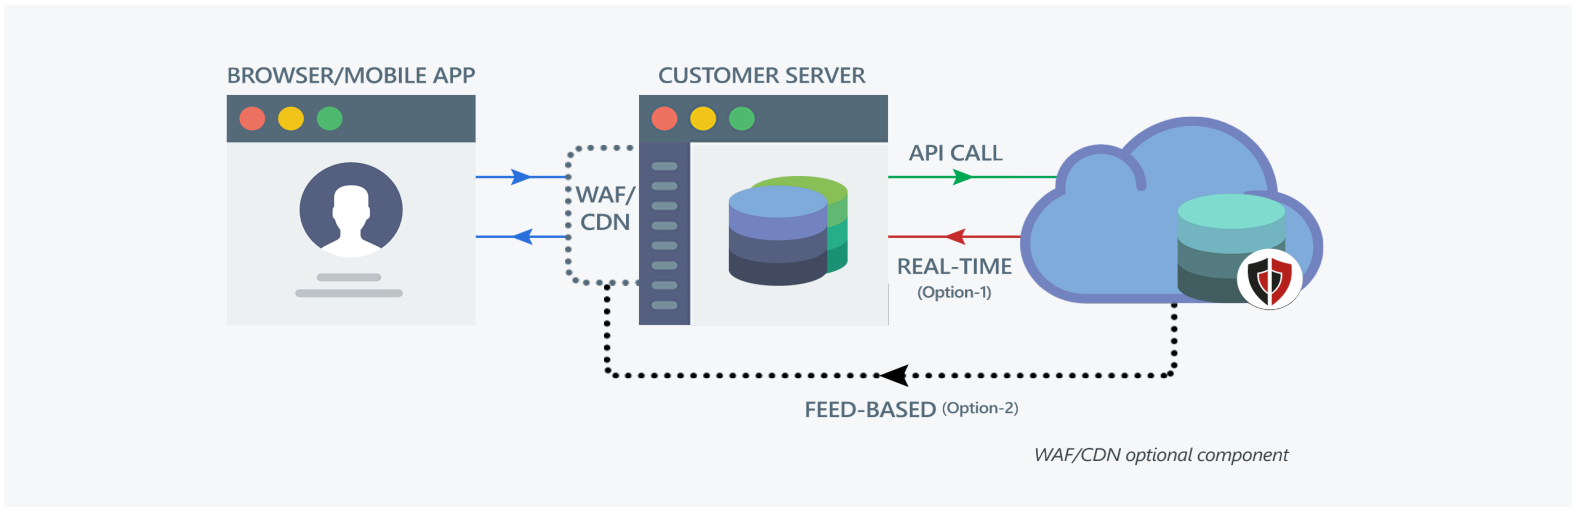 BROWSER/MOBILE APP
CUSTOMER SERVER
WAF/
CDN
API CALL
REAL-TIME
(Option-1)
FEED-BASED (Option-2)
WAF/CDN optional component